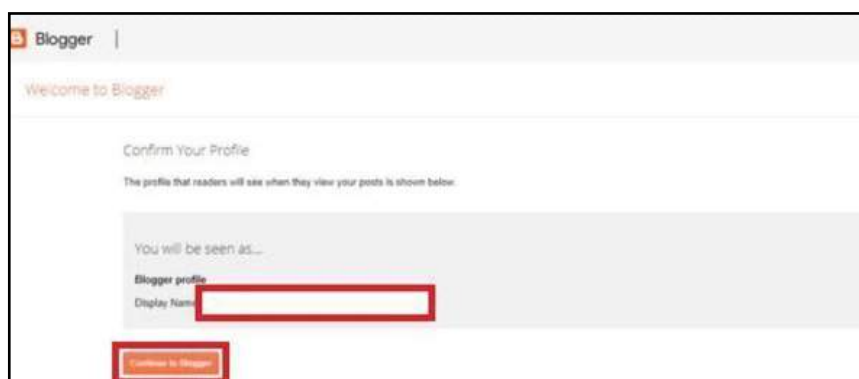 Blogger
Welcome to Blogger
Confirm Your Profile
The profile that readers will see when they view your posts is shown below.
You will be seen as...
Blogger profile
Display Name
Continue to Blogger